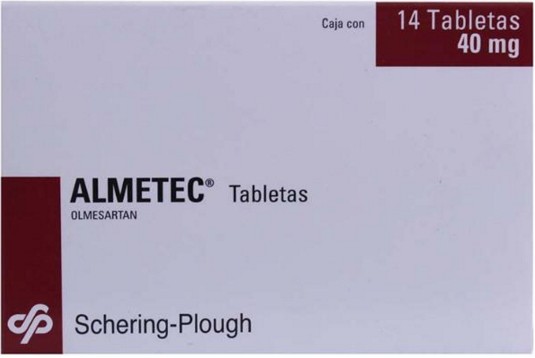 Caja con 14 Tabletas
40 mg
ALMETEC® Tabletas
OLMESARTAN
Schering-Plough